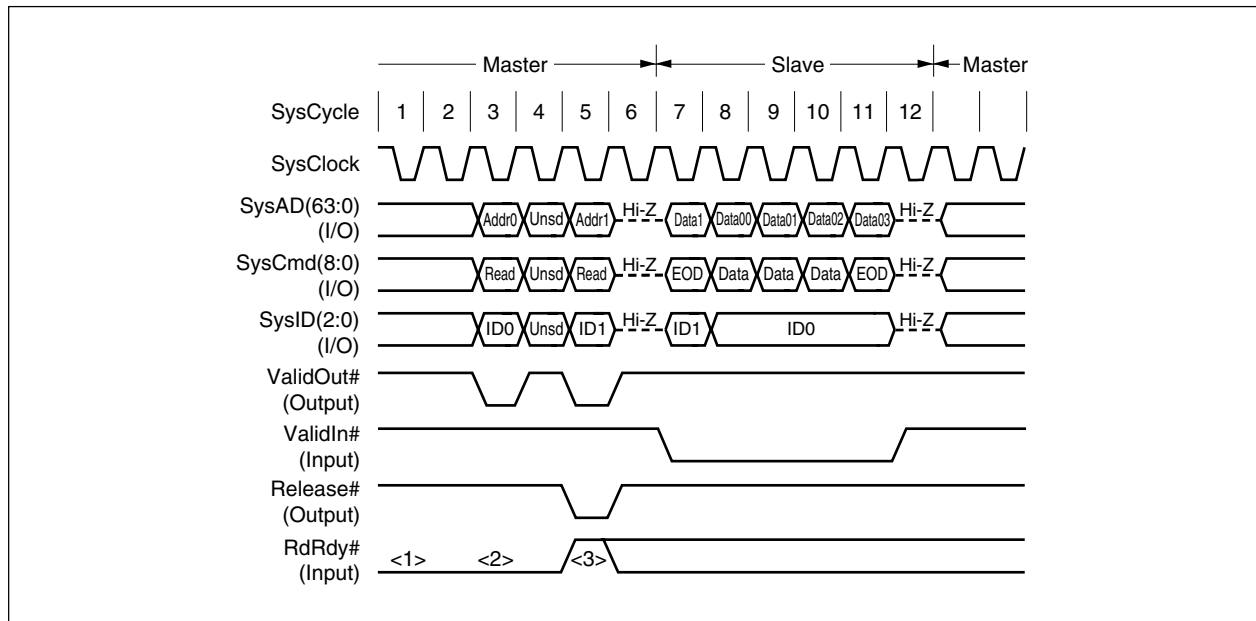 Master Slave Master
SysCycle 1 2 3 4 5 6 7 8 9 10 11 12
SysClock
SysAD(63:0)
(I/O)
Addr0 Unsd Addr1 Hi-Z Data1 Data00 Data01 Data02 Data03 Hi-Z
SysCmd(8:0)
(I/O)
Read Unsd Read Hi-Z EOD Data Data Data EOD Hi-Z
SysID(2:0)
(I/O)
ID0 Unsd ID1 Hi-Z ID1 ID0 Hi-Z
ValidOut#
(Output)
ValidIn#
(Input)
Release#
(Output)
RdRdy#
(Input)
<1> <2> <3>